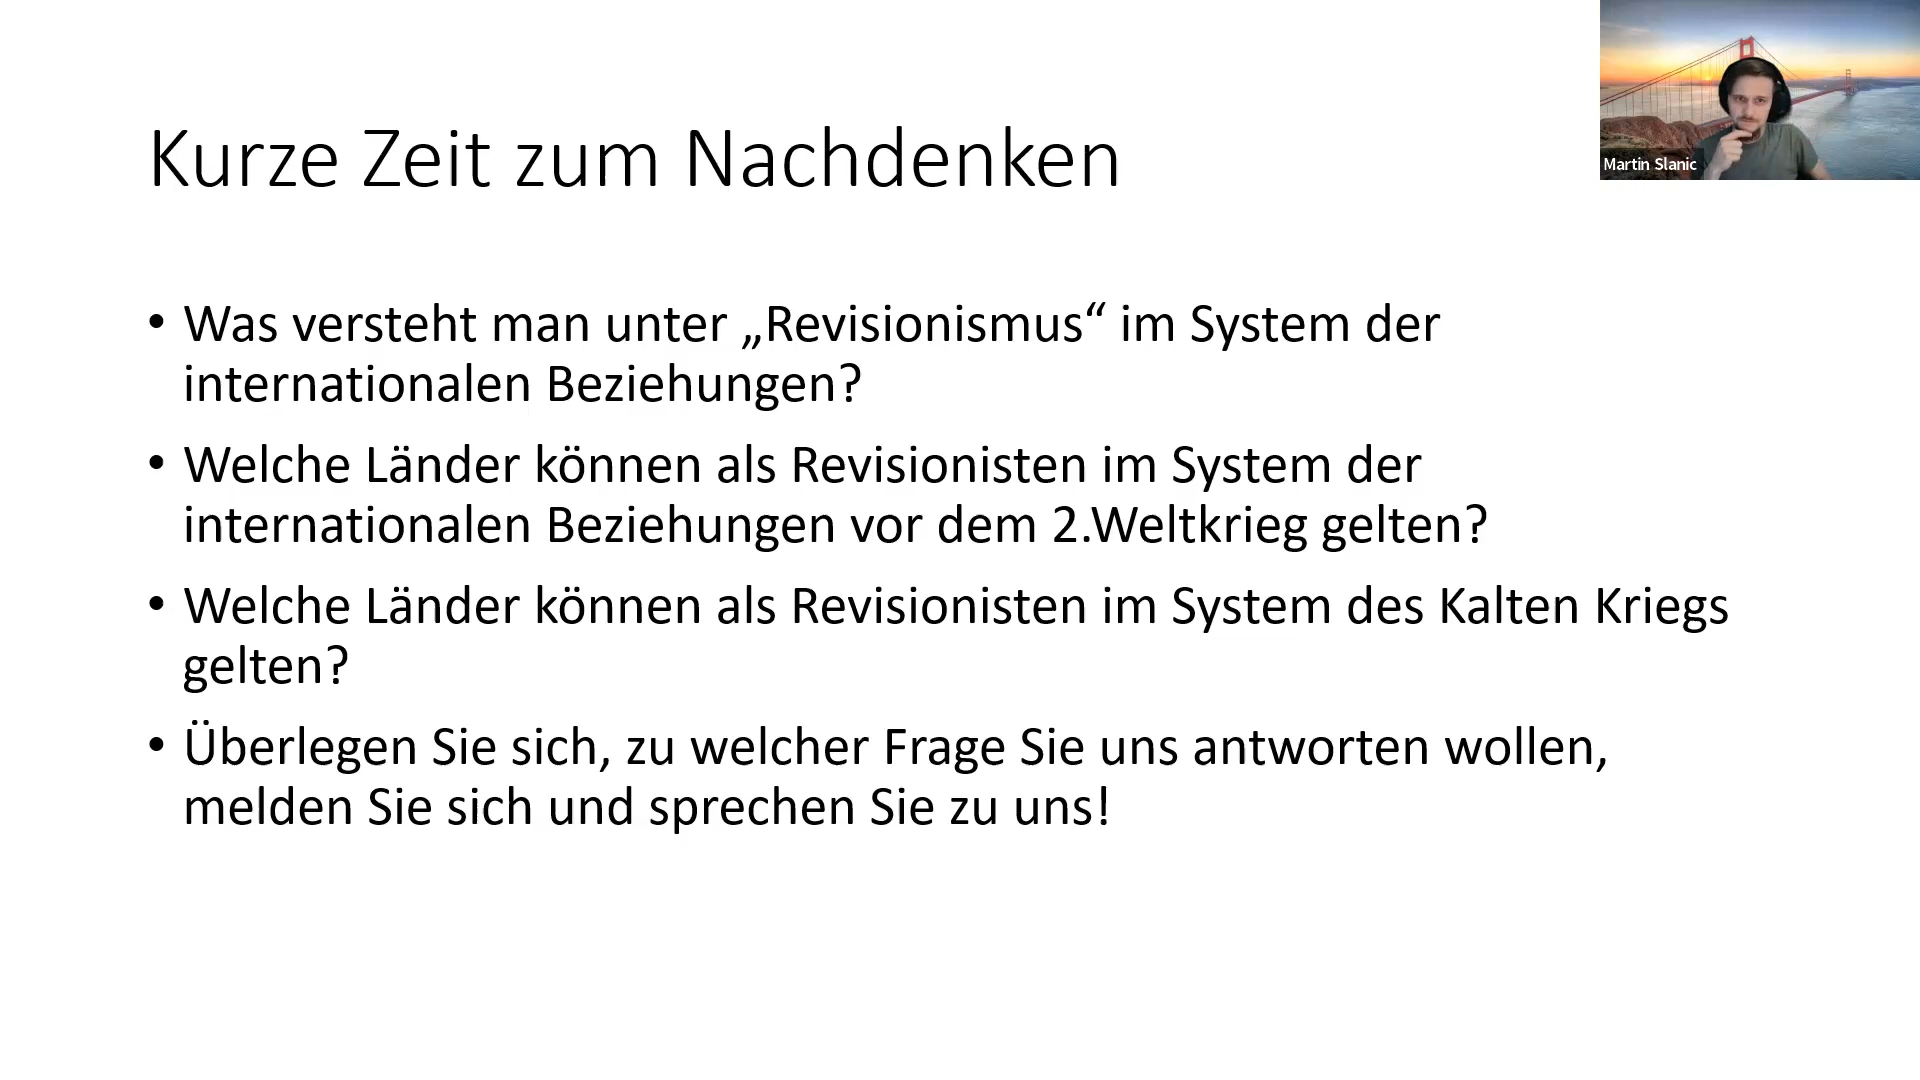 Kurze Zeit zum Nachdenken
Martin Slanic
• Was versteht man unter „Revisionismus“ im System der
internationalen Beziehungen?
• Welche Länder können als Revisionisten im System der
internationalen Beziehungen vor dem 2.Weltkrieg gelten?
• Welche Länder können als Revisionisten im System des Kalten Kriegs
gelten?
• Überlegen Sie sich, zu welcher Frage Sie uns antworten wollen,
melden Sie sich und sprechen Sie zu uns!